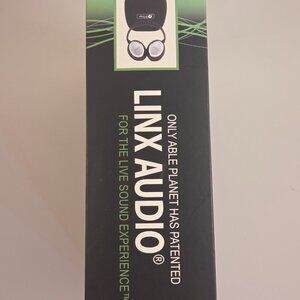 ONLY ABLE PLANET HAS PATENTED
LINX AUDIO®
FOR THE LIVE SOUND EXPERIENCE™